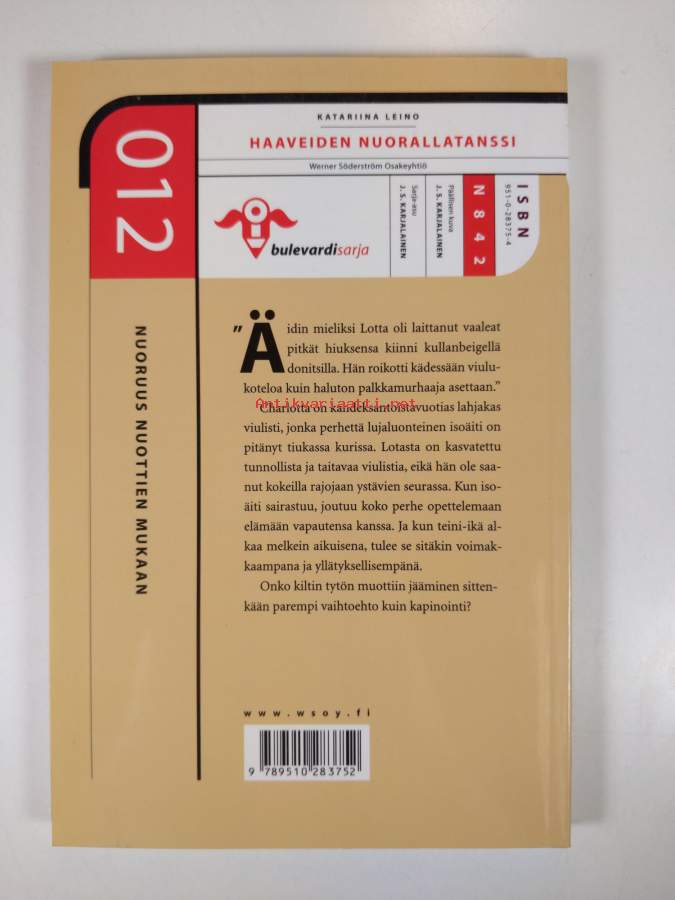 KATARIINA LEINO
HAAVEIDEN NUORALLATANSSI
Werner Söderström Osakeyhtiö
012
bulevardisarja
Sarja-asu
J. S. KARJALAINEN
Päällisen kuva
J. S. KARJALAINEN
N 8 4 2
ISBN
951-0-28375-4
NUORUUS NUOTTIEN MUKAAN
”Äidin mieliksi Lotta oli laittanut vaaleat
pitkät hiuksensa kiinni kullanbeigellä
donitsilla. Hän roikotti kädessään viulu-
koteloa kuin haluton palkkamurhaaja asettaan.”
Antikvariaatti.net
Charlotta on kahdeksantoistavuotias lahjakas
viulisti, jonka perhettä lujaluonteinen isoäiti on
pitänyt tiukassa kurissa. Lotasta on kasvatettu
tunnollista ja taitavaa viulistia, eikä hän ole saa-
nut kokeilla rajojaan ystävien seurassa. Kun iso-
äiti sairastuu, joutuu koko perhe opettelemaan
elämään vapautensa kanssa. Ja kun teini-ikä al-
kaa melkein aikuisena, tulee se sitäkin voimak-
kaampana ja yllätyksellisempänä.
Onko kiltin tytön muottiin jääminen sitten-
kään parempi vaihtoehto kuin kapinointi?
www.wsoy.fi
9 789510 283752